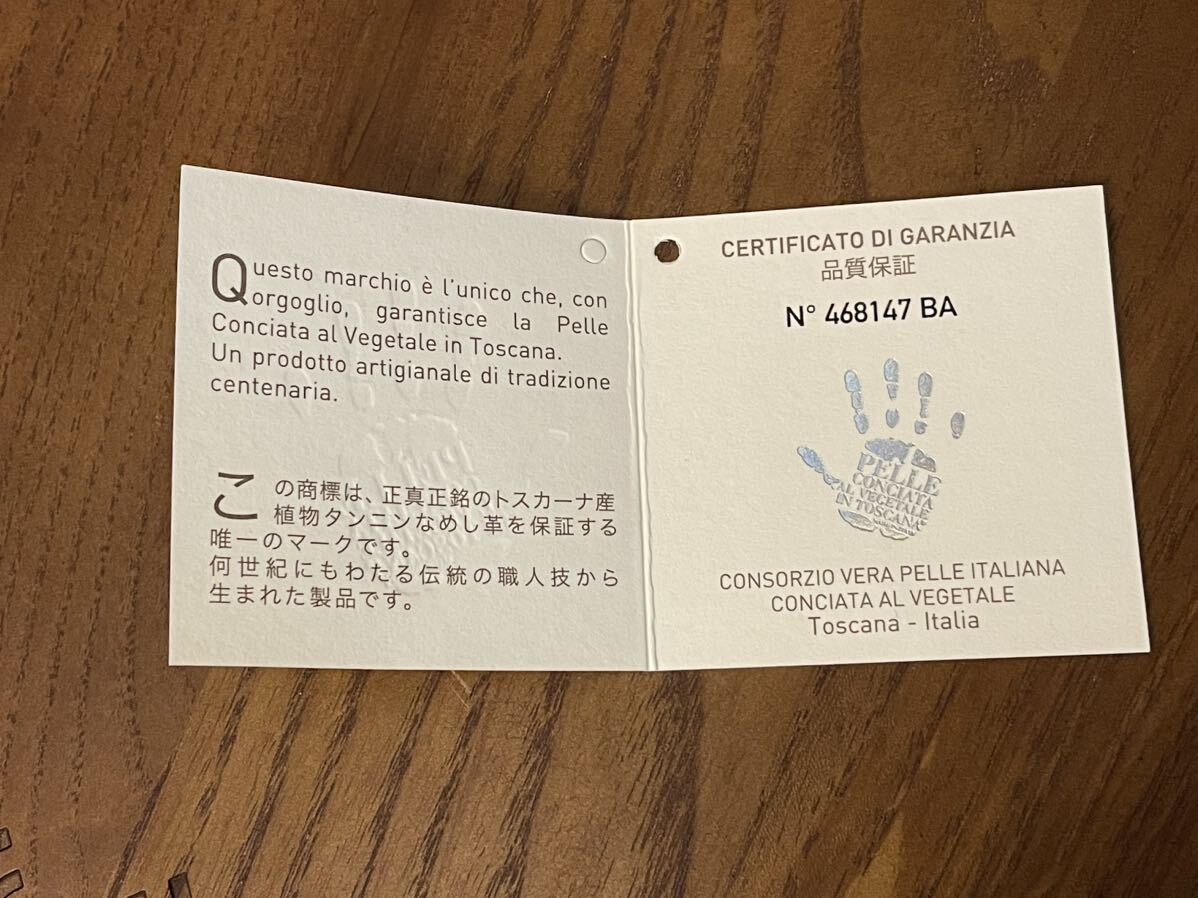 Questo marchio è l'unico che, con
orgoglio, garantisce la Pelle
Conciata al Vegetale in Toscana.
Un prodotto artigianale di tradizione
centenaria.
この商標は、正真正銘のトスカーナ産
植物タンニンなめし革を保証する
唯一のマークです。
何世紀にもわたる伝統の職人技から
生まれた製品です。
CERTIFICATO DI GARANZIA
品質保証
N° 468147 BA
PELLE
CONCIATA
AL VEGETALE
IN TOSCANA
CONSORZIO VERA PELLE ITALIANA
CONCIATA AL VEGETALE
Toscana - Italia